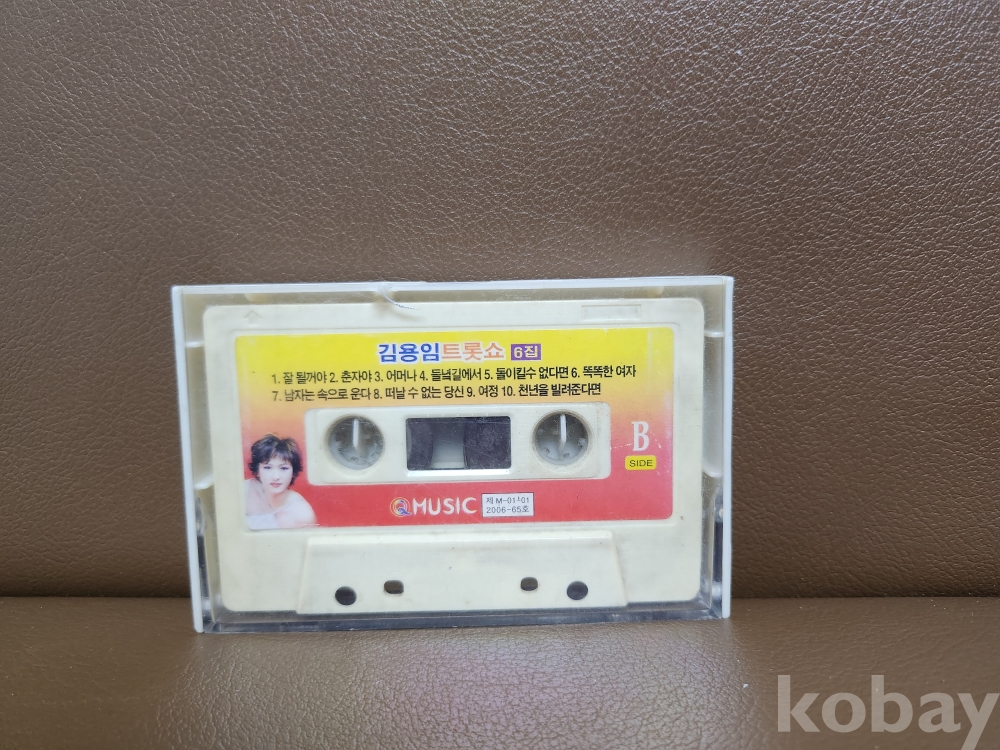 김용임트롯쇼 6집
1. 잘 될꺼야 2. 춘자야 3. 어머나 4. 들녘길에서 5. 돌이킬수 없다면 6. 똑똑한 여자
7. 남자는 속으로 운다 8. 떠날 수 없는 당신 9. 여정 10. 천년을 빌려준다면
B
SIDE
MUSIC
제 M-01-01
2006-65호
kobay